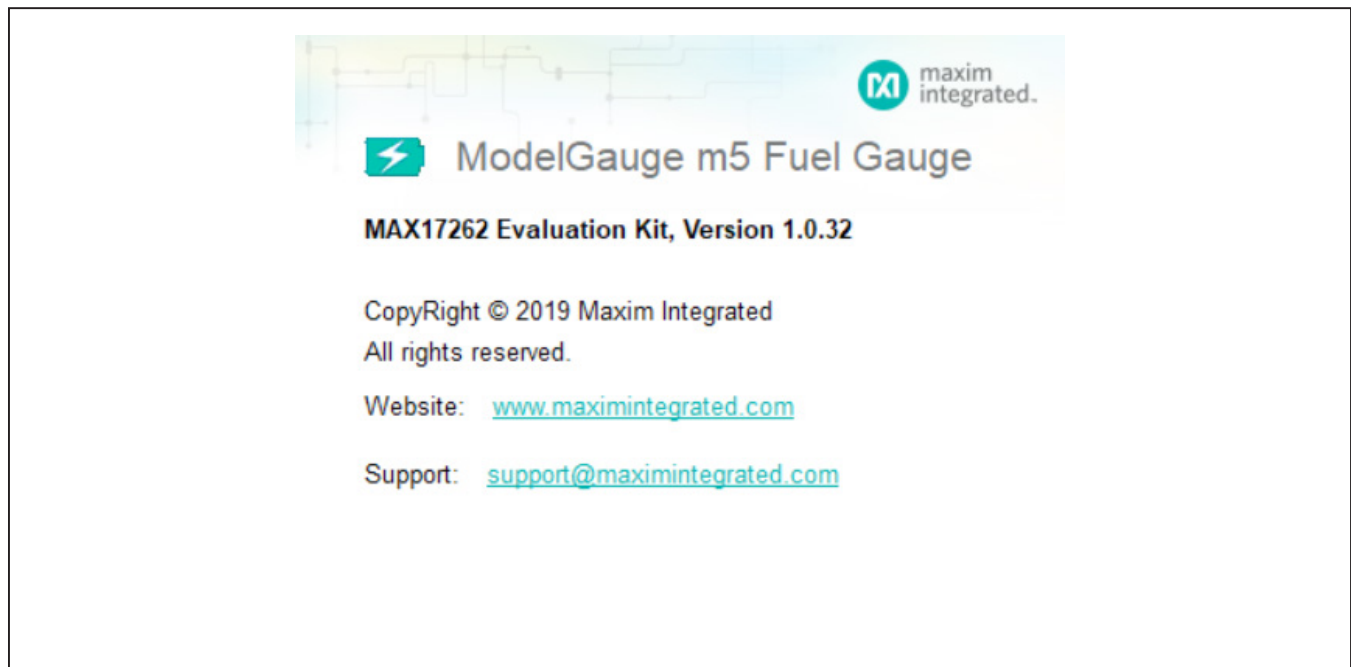 maxim
integrated™
ModelGauge m5 Fuel Gauge
MAX17262 Evaluation Kit, Version 1.0.32
CopyRight © 2019 Maxim Integrated
All rights reserved.
Website: www.maximintegrated.com
Support: support@maximintegrated.com